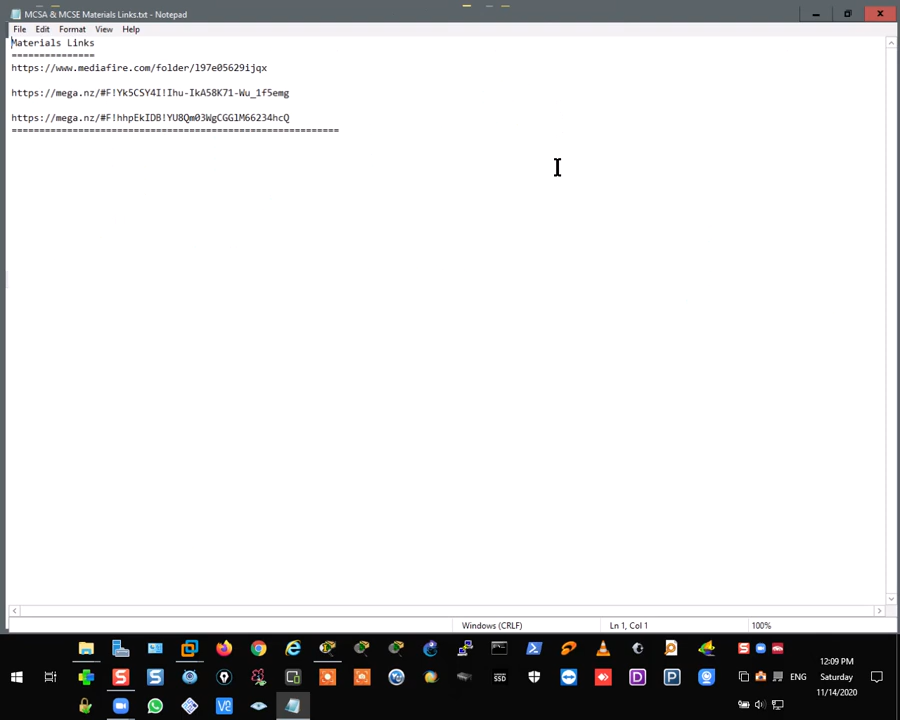 MCSA & MCSE Materials Links.txt - Notepad
File Edit Format View Help
Materials Links
===============
https://www.mediafire.com/folder/l97e05629ijqx
https://mega.nz/#F!Yk5CSY4I!Ihu-IkA58K71-Wu_1f5emg
https://mega.nz/#F!hhpEkIDB!YU8Qm03WgCGGlM66234hcQ
===========================================================
Windows (CRLF) Ln 1, Col 1 100%
12:09 PM
ENG Saturday
11/14/2020
SSD